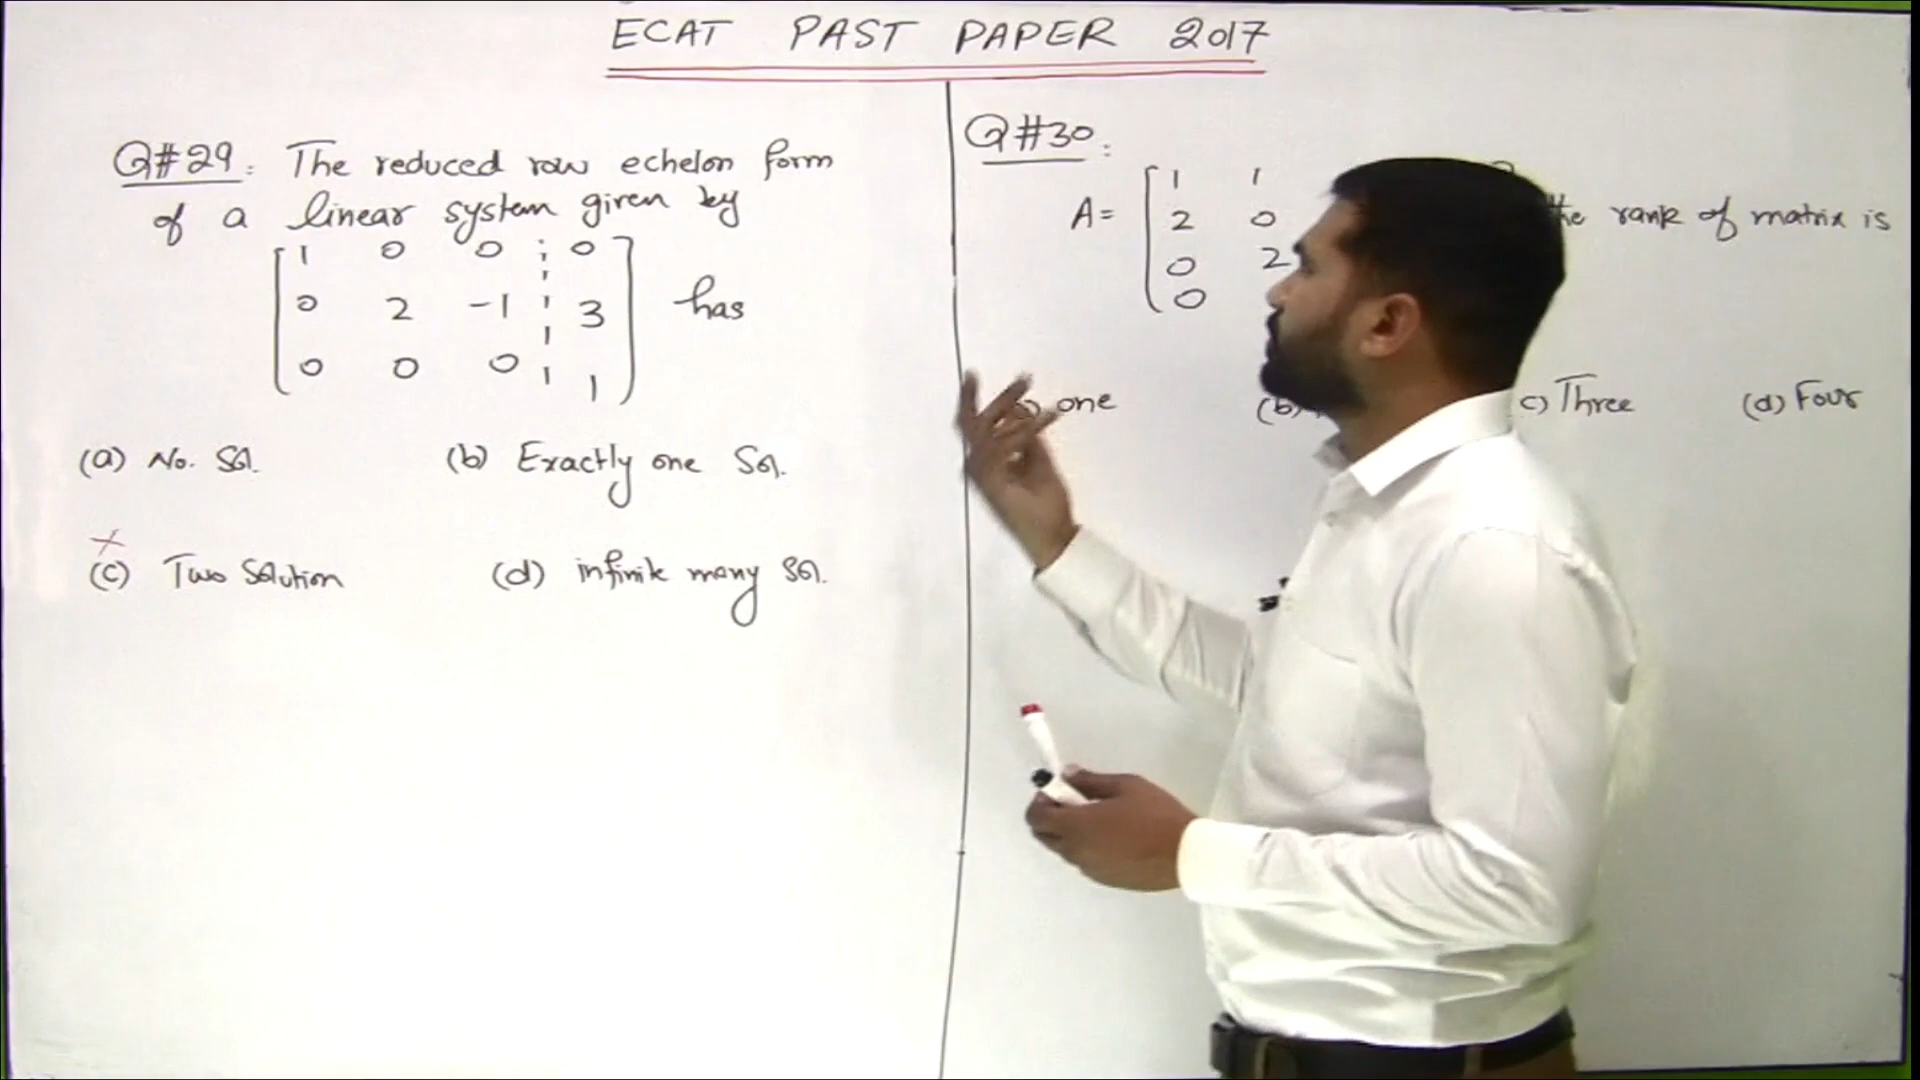 ECAT PAST PAPER 2017
Q#29. The reduced row echelon form
of a linear system given by
1 0 0 0
0 2 -1 3 has
0 0 0 1
(a) No. Sol. (b) Exactly one Sol.
(c) Two Solution (d) infinite many Sol.
Q#30:
A= 1 1
2 0 the rank of matrix is
0 2
0
one (b) c) Three (d) Four